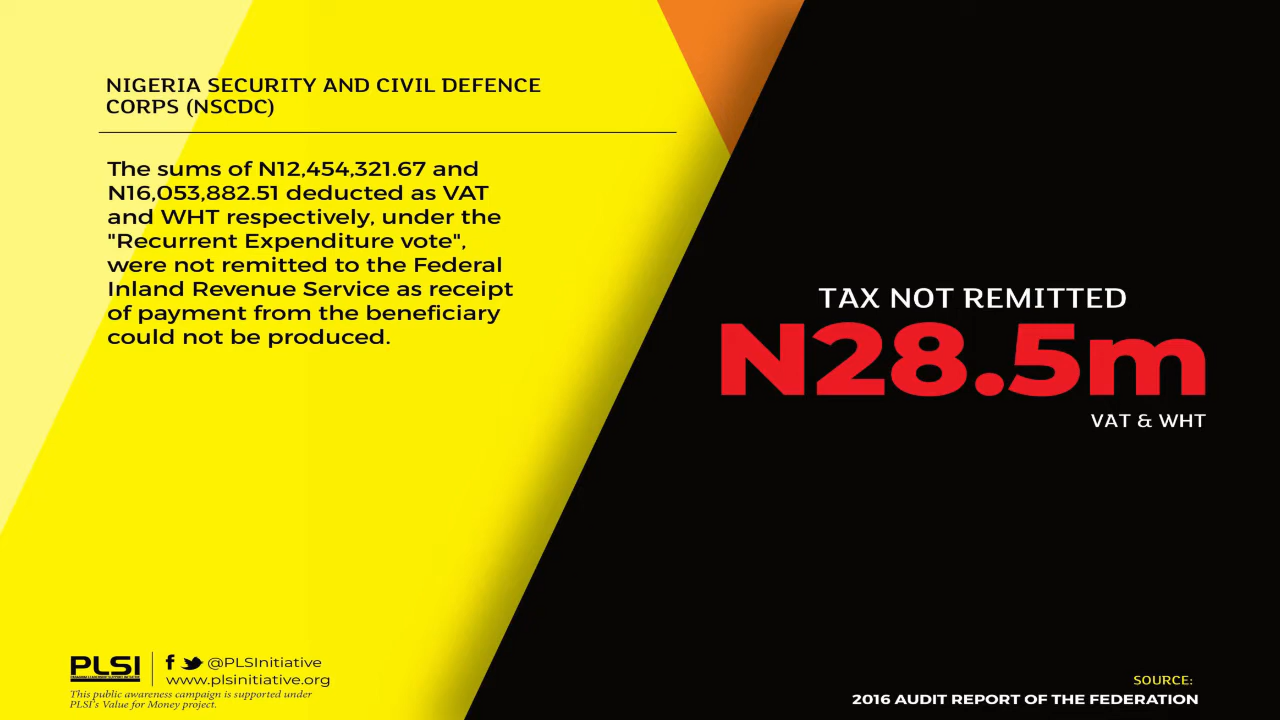 NIGERIA SECURITY AND CIVIL DEFENCE
CORPS (NSCDC)
The sums of N12,454,321.67 and
N16,053,882.51 deducted as VAT
and WHT respectively, under the
"Recurrent Expenditure vote",
were not remitted to the Federal
Inland Revenue Service as receipt
of payment from the beneficiary
could not be produced.
TAX NOT REMITTED
N28.5m
VAT & WHT
PLSI
@PLSInitiative
www.plsinitiative.org
This public awareness campaign is supported under
PLSI's Value for Money project.
SOURCE:
2016 AUDIT REPORT OF THE FEDERATION